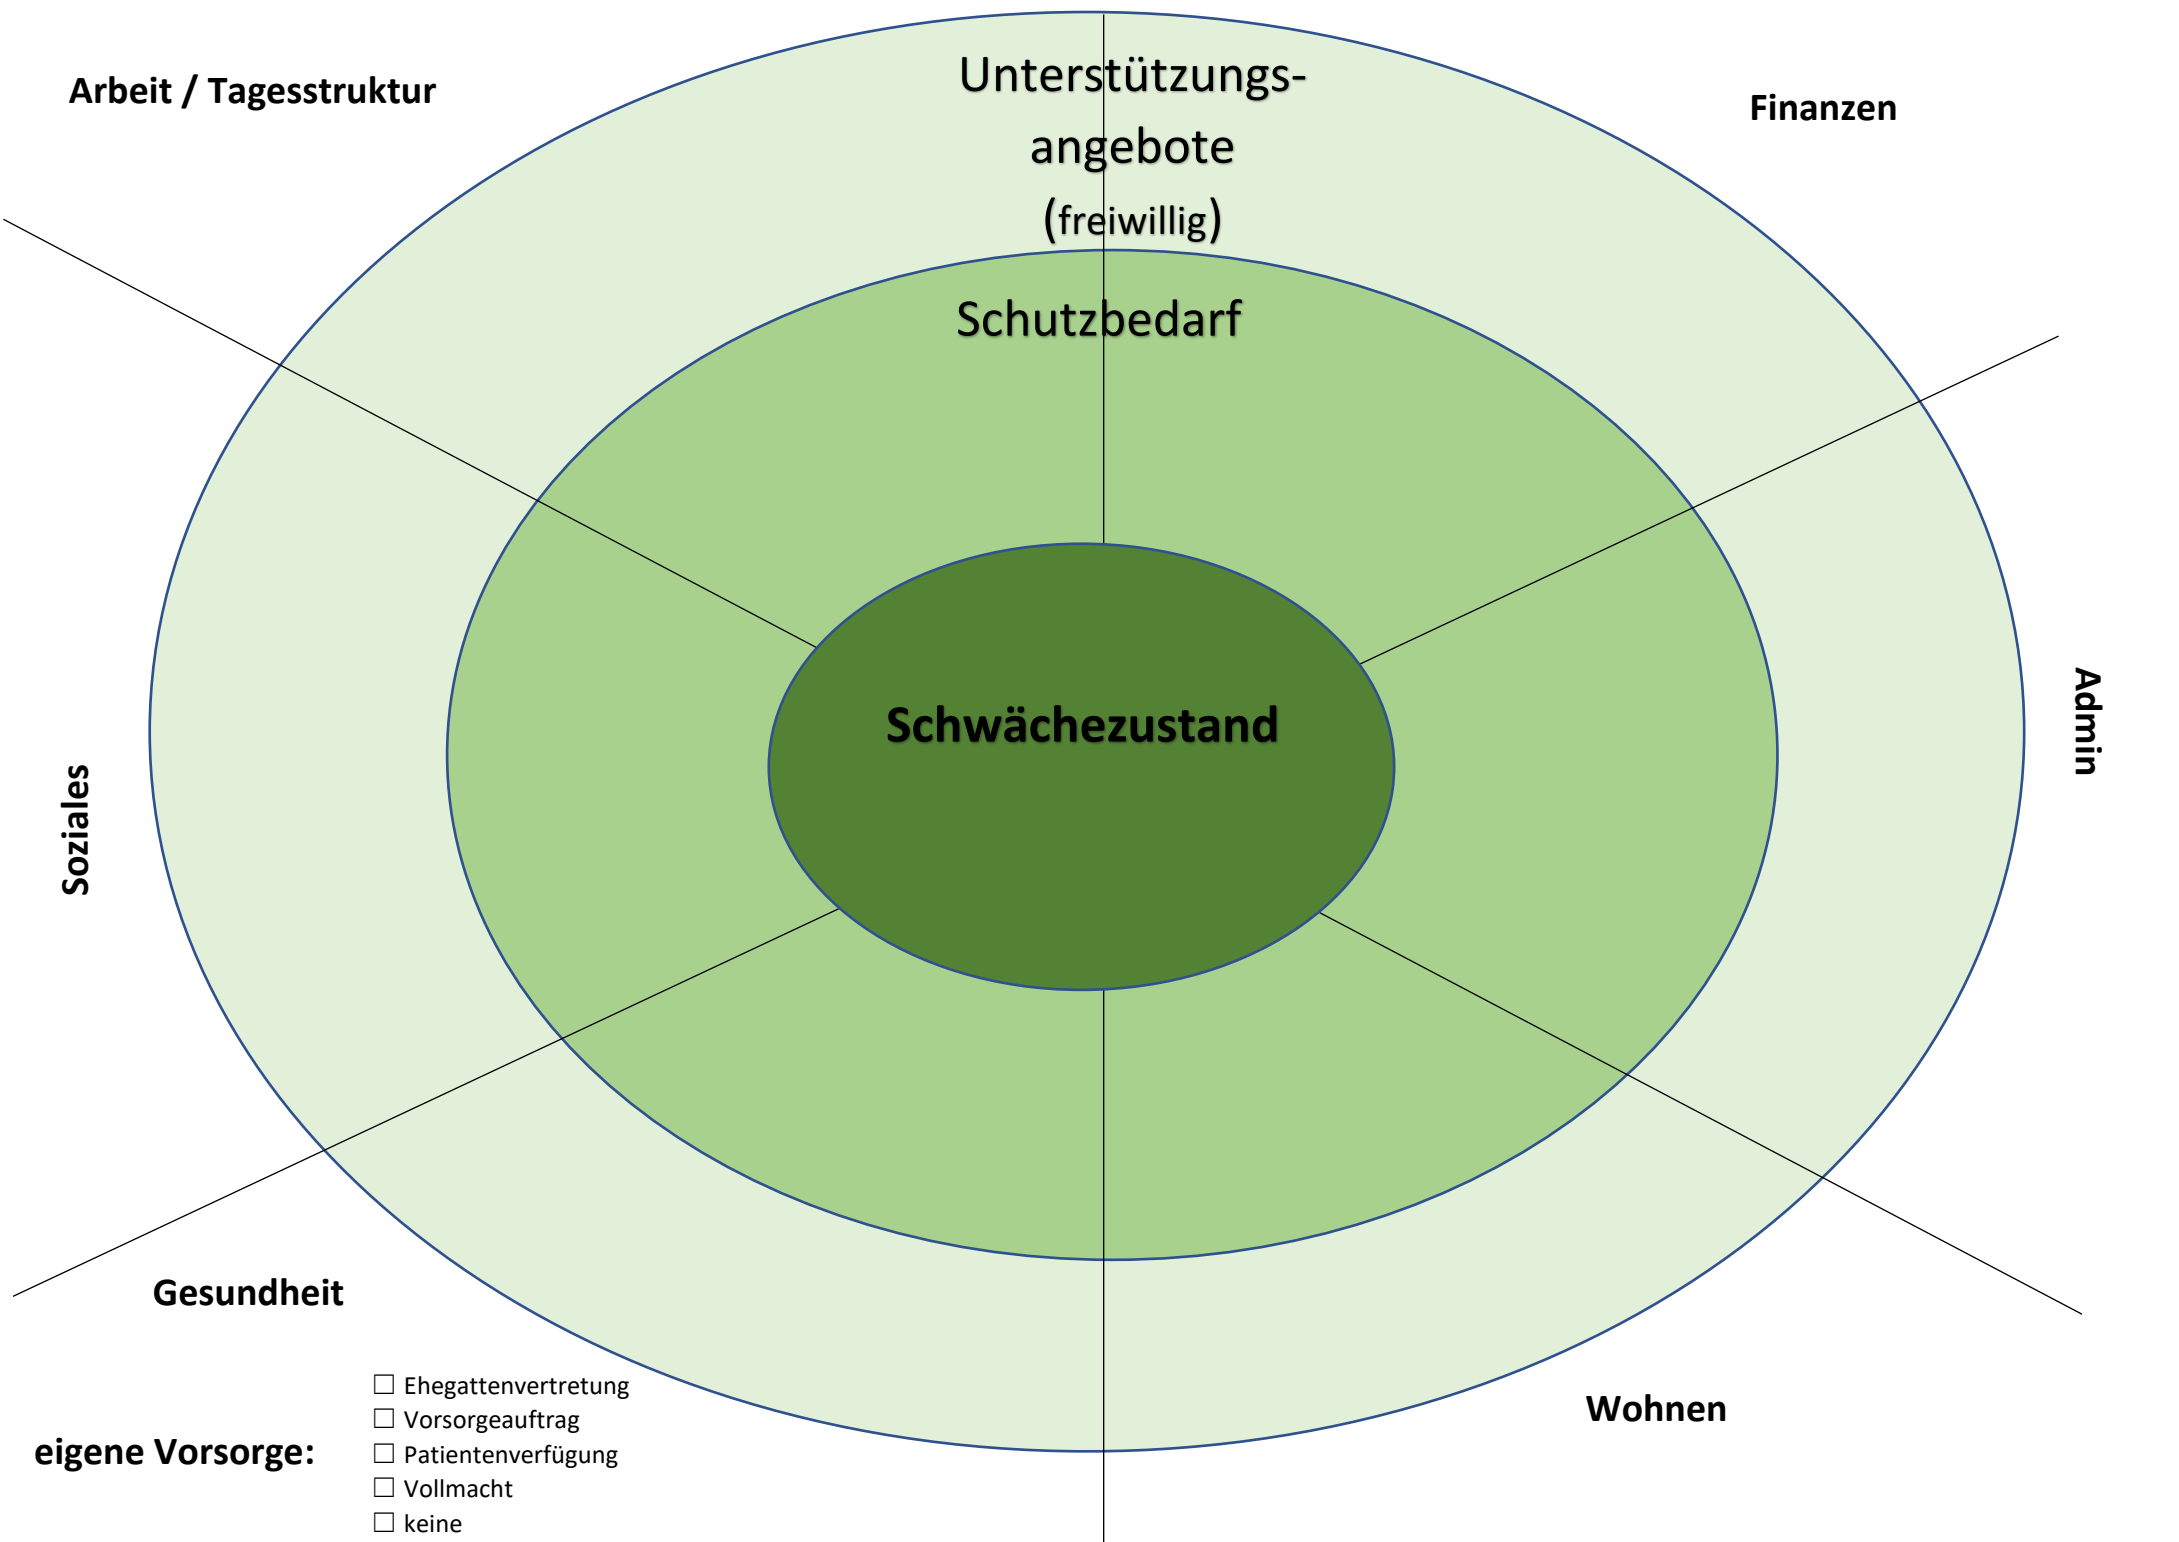 Arbeit / Tagesstruktur
Unterstützungs-
angebote
(freiwillig)
Finanzen
Schutzbedarf
Schwächezustand
Admin
Soziales
Gesundheit
Wohnen
eigene Vorsorge:
☐ Ehegattenvertretung
☐ Vorsorgeauftrag
☐ Patientenverfügung
☐ Vollmacht
☐ keine